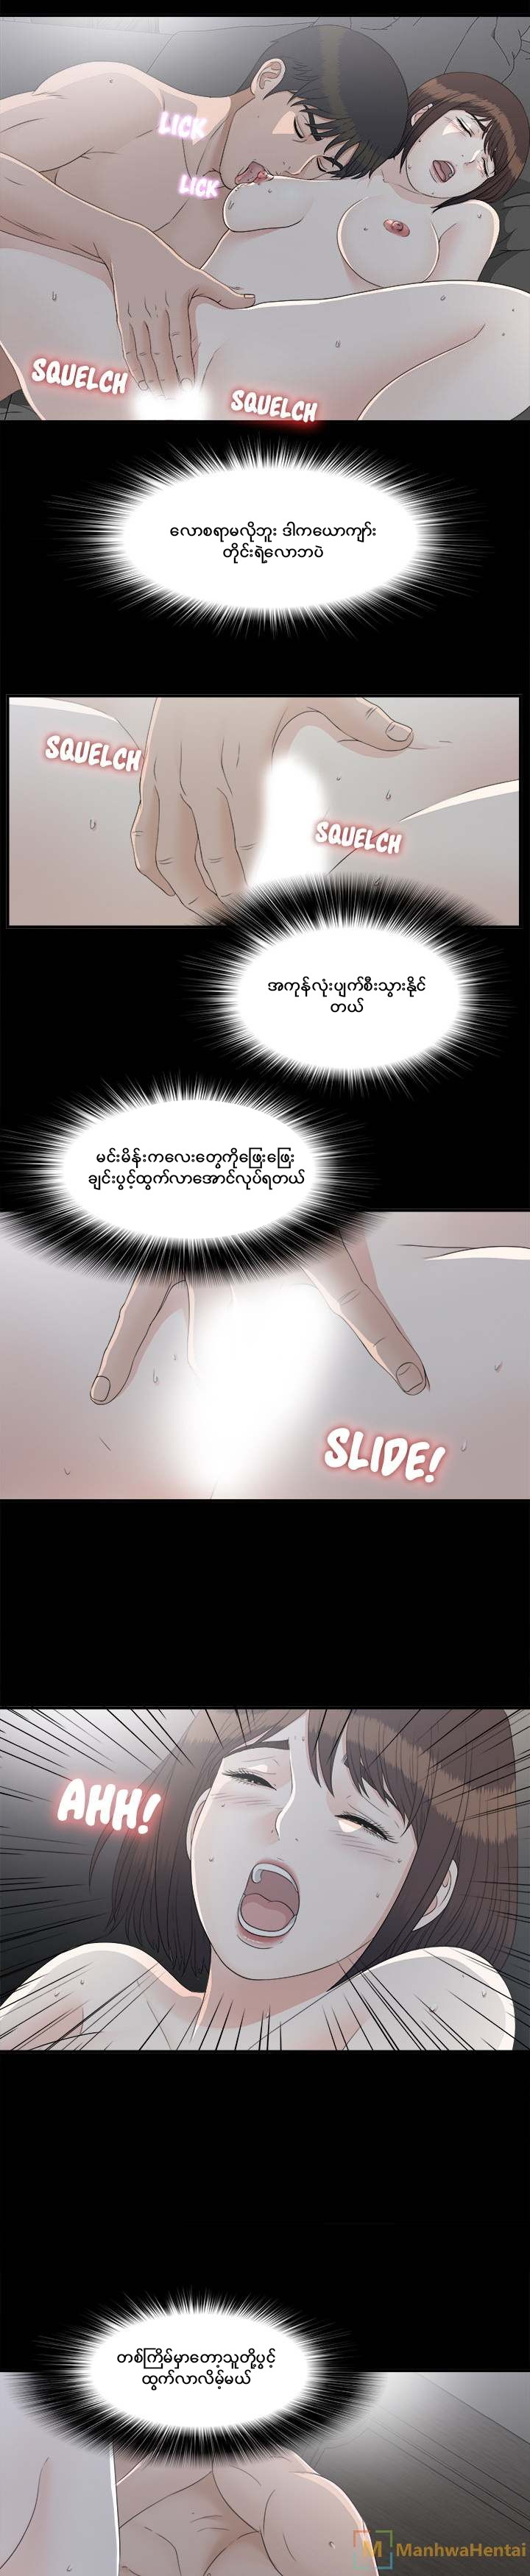 LICK
LICK
SQUELCH
SQUELCH
လောစရာမလိုဘူး ဒါကယောကျာ်း
တိုင်းရဲ့လောဘပဲ
SQUELCH
SQUELCH
အကုန်လုံးပျက်စီးသွားနိုင်
တယ်
မင်းမိန်းကလေးတွေကိုဖြေးဖြေး
ချင်းပွင့်ထွက်လာအောင်လုပ်ရတယ်
SLIDE!
AHH!
တစ်ကြိမ်မှာတော့သူတို့ပွင့်
ထွက်လာလိမ့်မယ်
ManhwaHentai